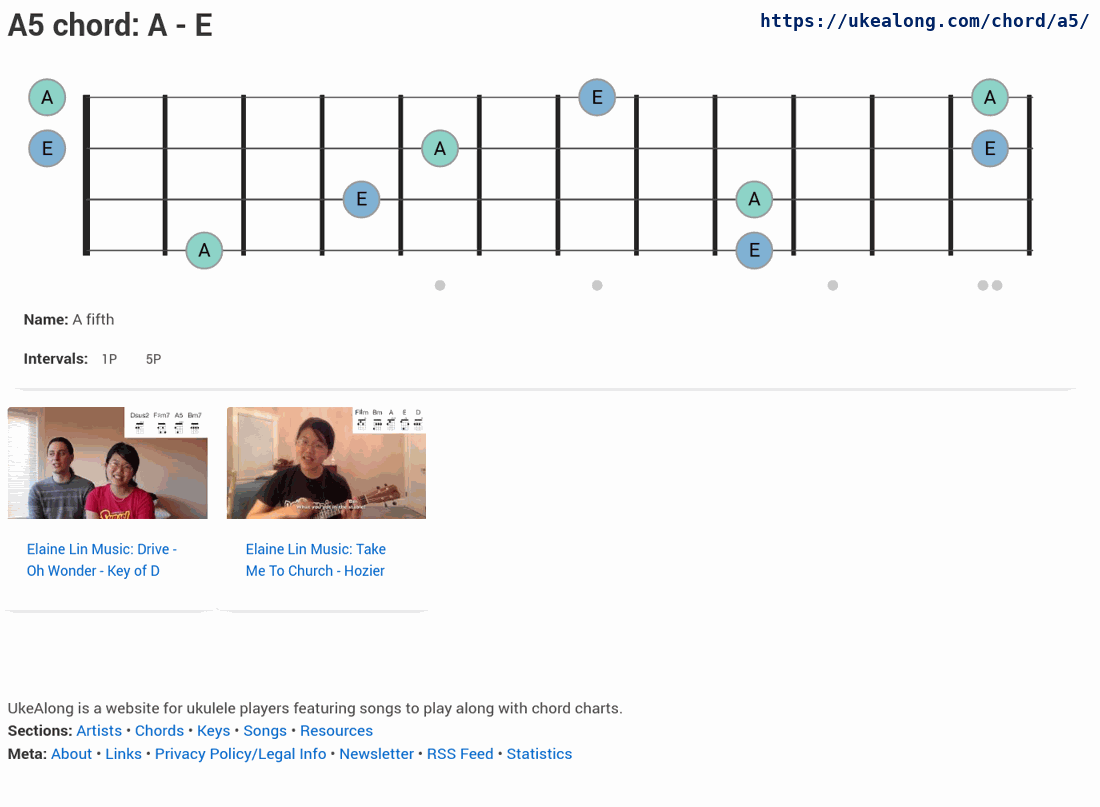 A5 chord: A - E
https://ukealong.com/chord/a5/
A E A
E A E
E A
A E
Name: A fifth
Intervals: 1P 5P
Dsus2 F#m7 A5 Bm7
F#m Bm A E D
Elaine Lin Music: Drive -
Oh Wonder - Key of D
Elaine Lin Music: Take
Me To Church - Hozier
UkeAlong is a website for ukulele players featuring songs to play along with chord charts.
Sections: Artists • Chords • Keys • Songs • Resources
Meta: About • Links • Privacy Policy/Legal Info • Newsletter • RSS Feed • Statistics